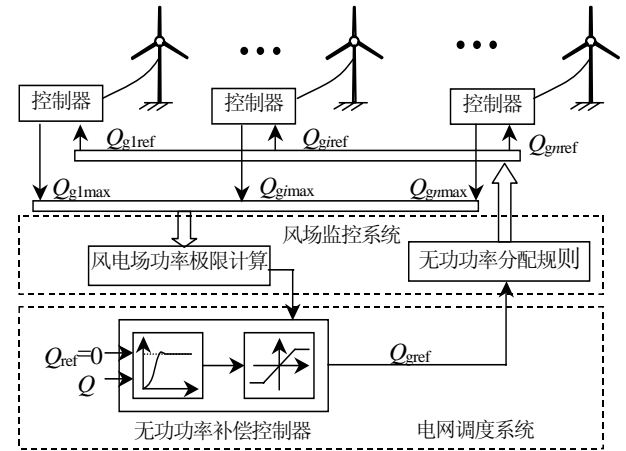 控制器
控制器
控制器
Qg1ref
Qgiref
Qgnref
Qg1max
Qgimax
Qgnmax
风场监控系统
风电场功率极限计算
无功功率分配规则
Qref=0
Q
Qgref
无功功率补偿控制器
电网调度系统